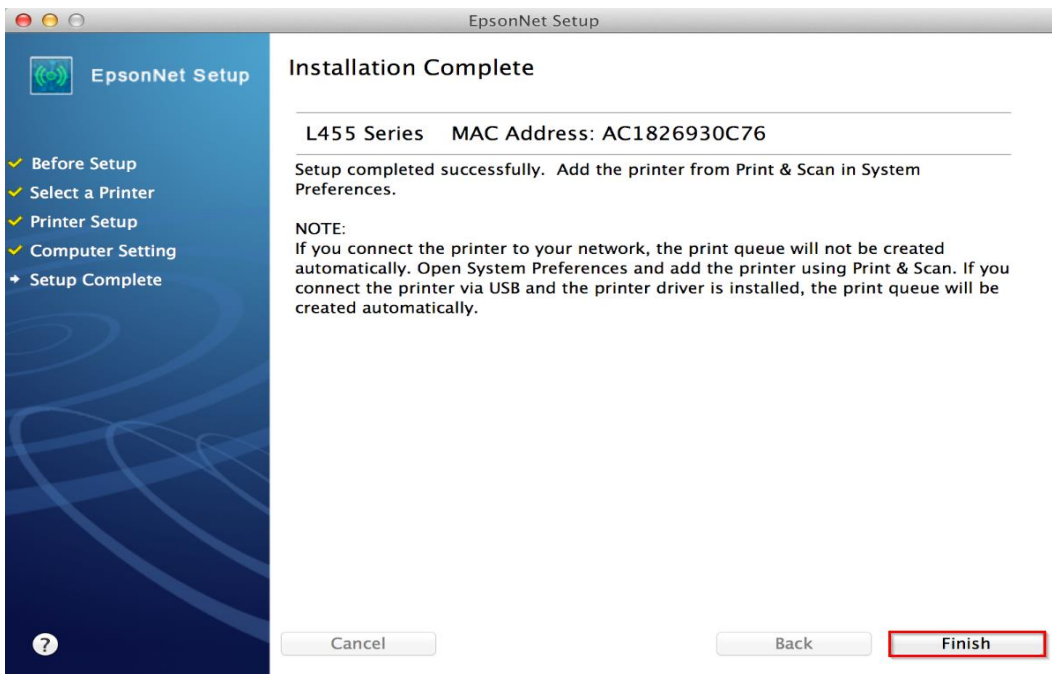 EpsonNet Setup
EpsonNet Setup
Before Setup
Select a Printer
Printer Setup
Computer Setting
Setup Complete
Installation Complete
L455 Series MAC Address: AC1826930C76
Setup completed successfully. Add the printer from Print & Scan in System
Preferences.
NOTE:
If you connect the printer to your network, the print queue will not be created
automatically. Open System Preferences and add the printer using Print & Scan. If you
connect the printer via USB and the printer driver is installed, the print queue will be
created automatically.
?
Cancel
Back
Finish